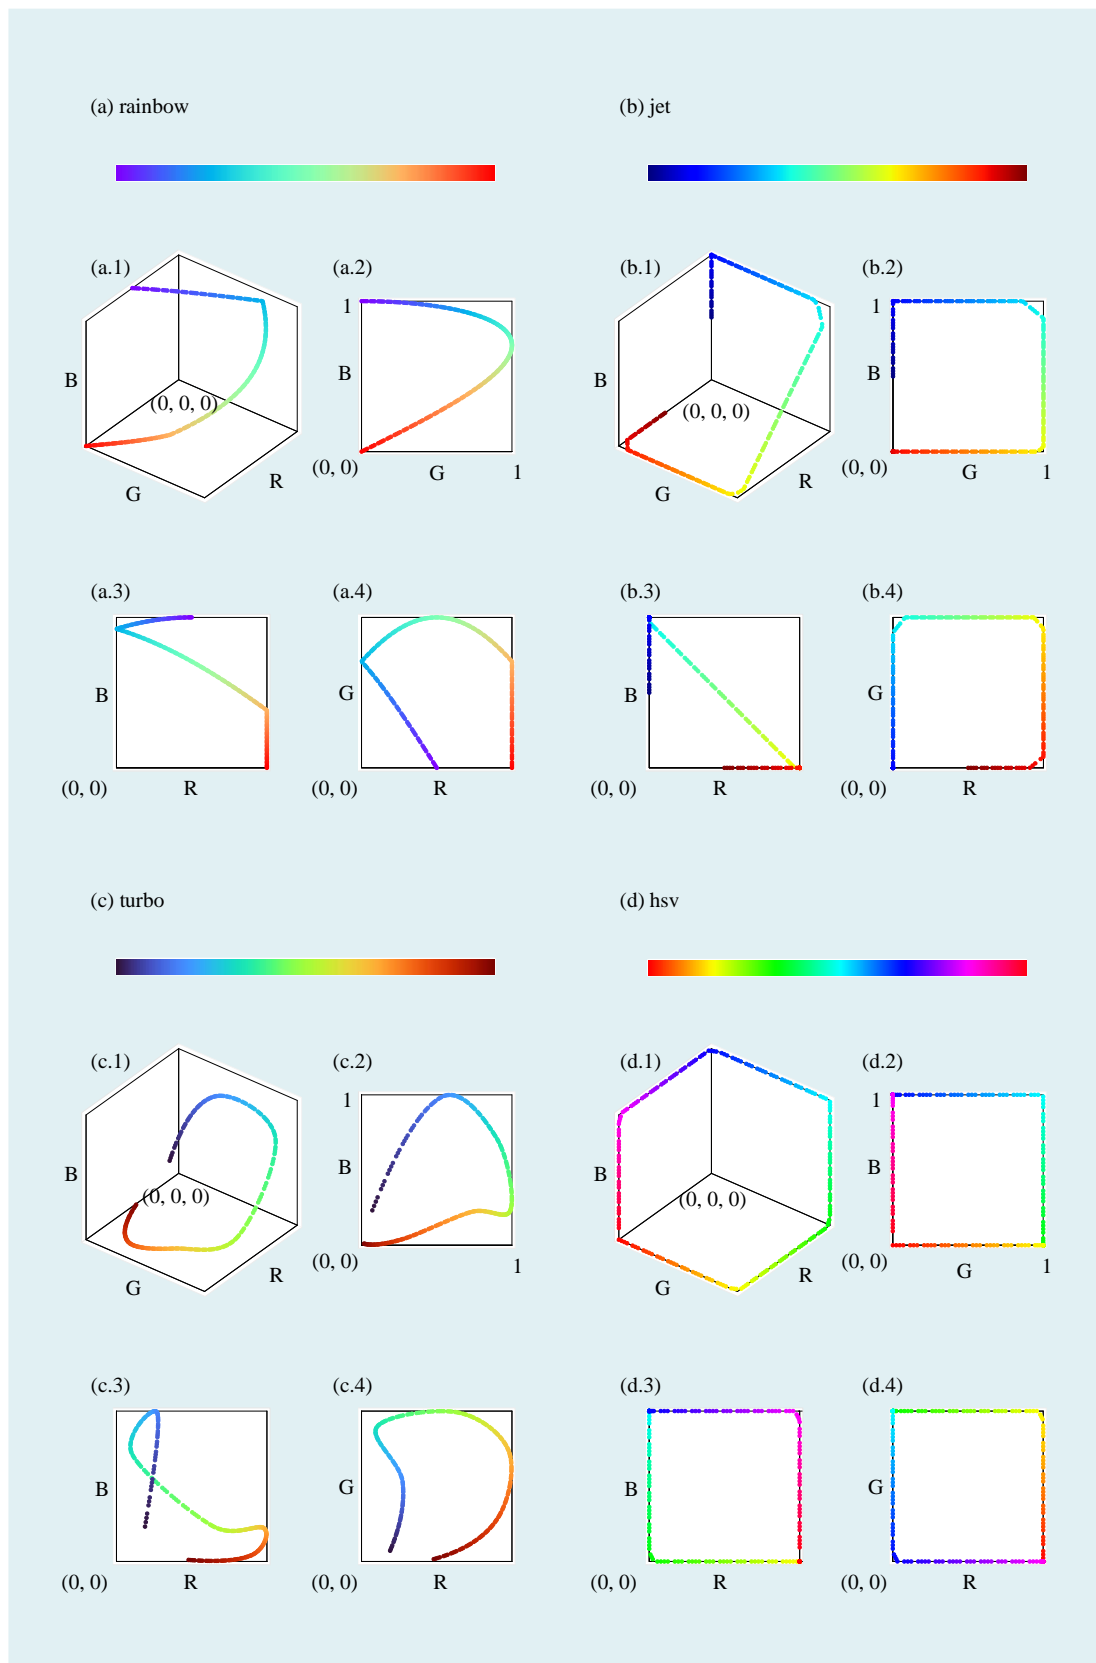 (a) rainbow
(b) jet
(a.1)
B
(0, 0, 0)
G
R
(a.2)
1
B
(0, 0)
G
1
(b.1)
B
(0, 0, 0)
G
R
(b.2)
1
B
(0, 0)
G
1
(a.3)
B
(0, 0)
R
(a.4)
G
(0, 0)
R
(b.3)
B
(0, 0)
R
(b.4)
G
(0, 0)
R
(c) turbo
(d) hsv
(c.1)
B
(0, 0, 0)
G
R
(c.2)
1
B
(0, 0)
1
(d.1)
B
(0, 0, 0)
G
R
(d.2)
1
B
(0, 0)
G
1
(c.3)
B
(0, 0)
R
(c.4)
G
(0, 0)
R
(d.3)
B
(0, 0)
R
(d.4)
G
(0, 0)
R